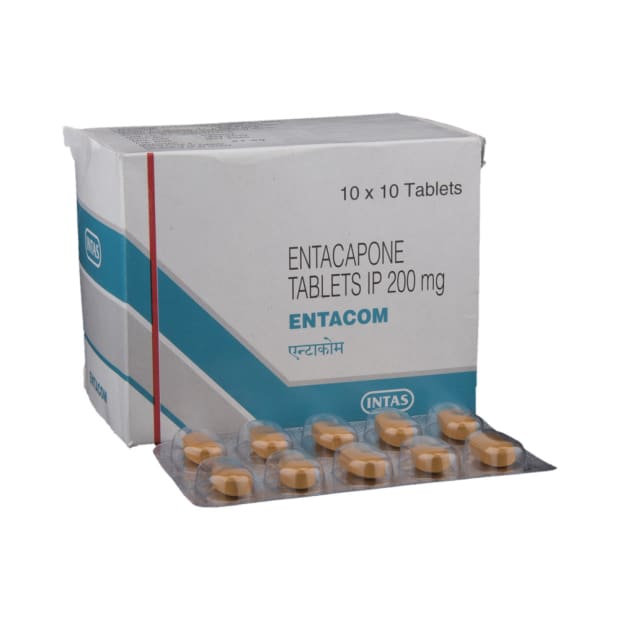 10 x 10 Tablets
ENTACAPONE
TABLETS IP 200 mg
ENTACOM
एन्टाकोम
INTAS
INTAS
ENTACOM